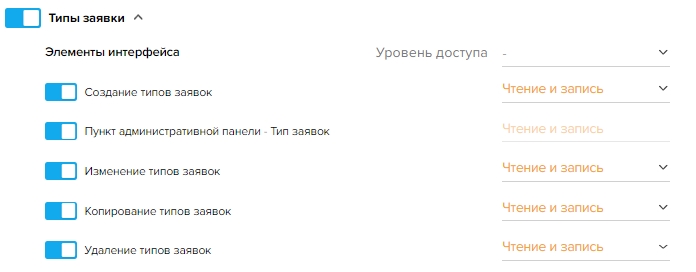 Типы заявки
Элементы интерфейса Уровень доступа -
Создание типов заявок Чтение и запись
Пункт административной панели - Тип заявок Чтение и запись
Изменение типов заявок Чтение и запись
Копирование типов заявок Чтение и запись
Удаление типов заявок Чтение и запись